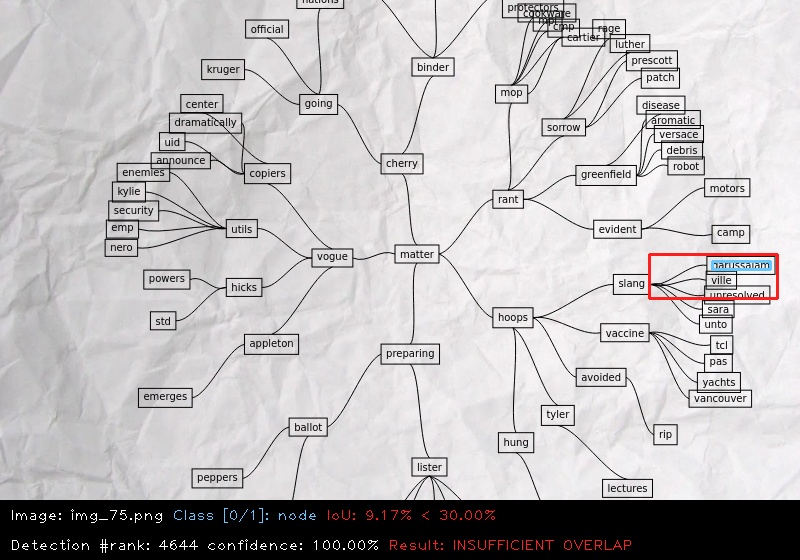 nations
protectors
cookware
mpl
cmp
rage
cartier
luther
official
binder
prescott
kruger
mop
patch
center
going
disease
dramatically
sorrow
aromatic
uid
versace
announce
cherry
debris
enemies
copiers
greenfield
robot
kylie
rant
motors
security
emp
utils
evident
camp
nero
vogue
matter
garussalam
powers
hicks
slang
ville
unresolved
sara
std
hoops
unto
appleton
vaccine
tcl
preparing
pas
avoided
yachts
emerges
vancouver
tyler
ballot
hung
rip
lister
peppers
lectures
Image: img_75.png Class [0/1]: node IoU: 9.17% < 30.00%
Detection #rank: 4644 confidence: 100.00% Result: INSUFFICIENT OVERLAP